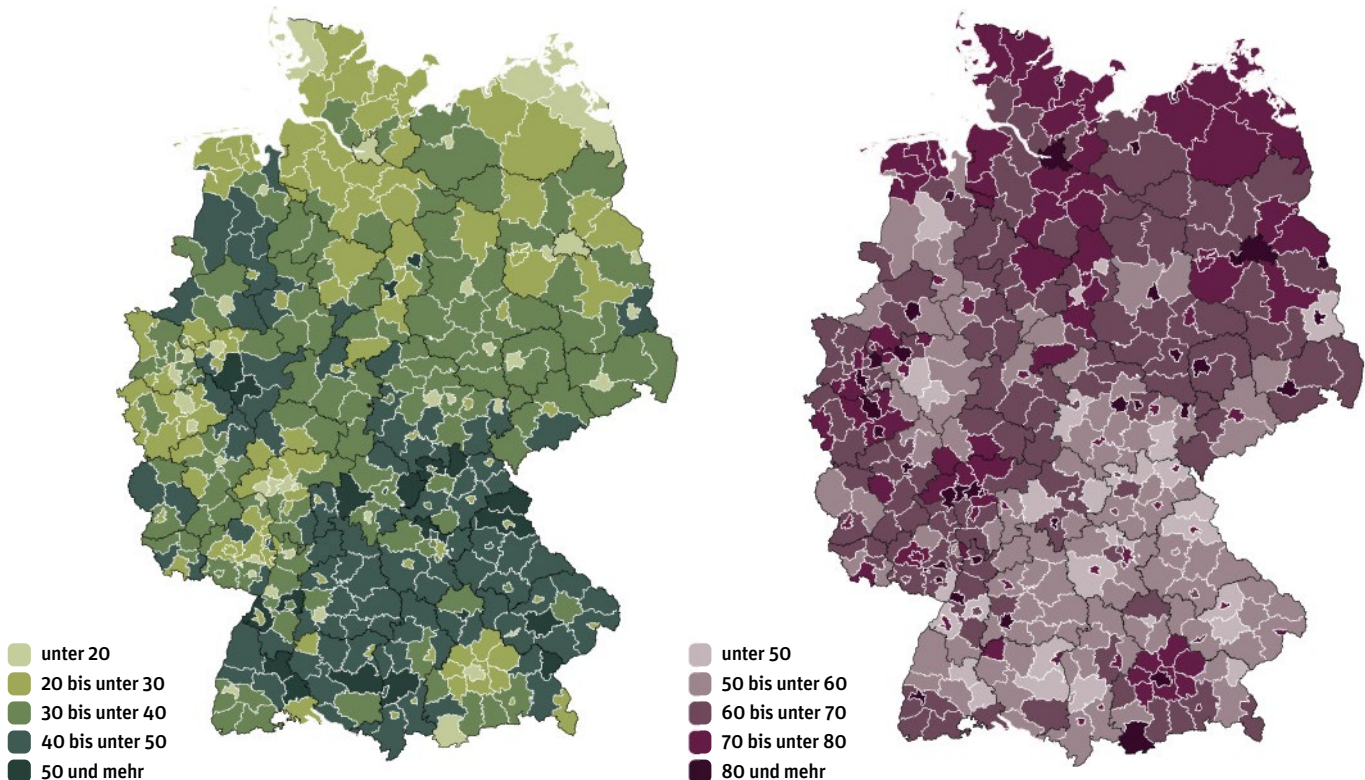 unter 20
20 bis unter 30
30 bis unter 40
40 bis unter 50
50 und mehr
unter 50
50 bis unter 60
60 bis unter 70
70 bis unter 80
80 und mehr